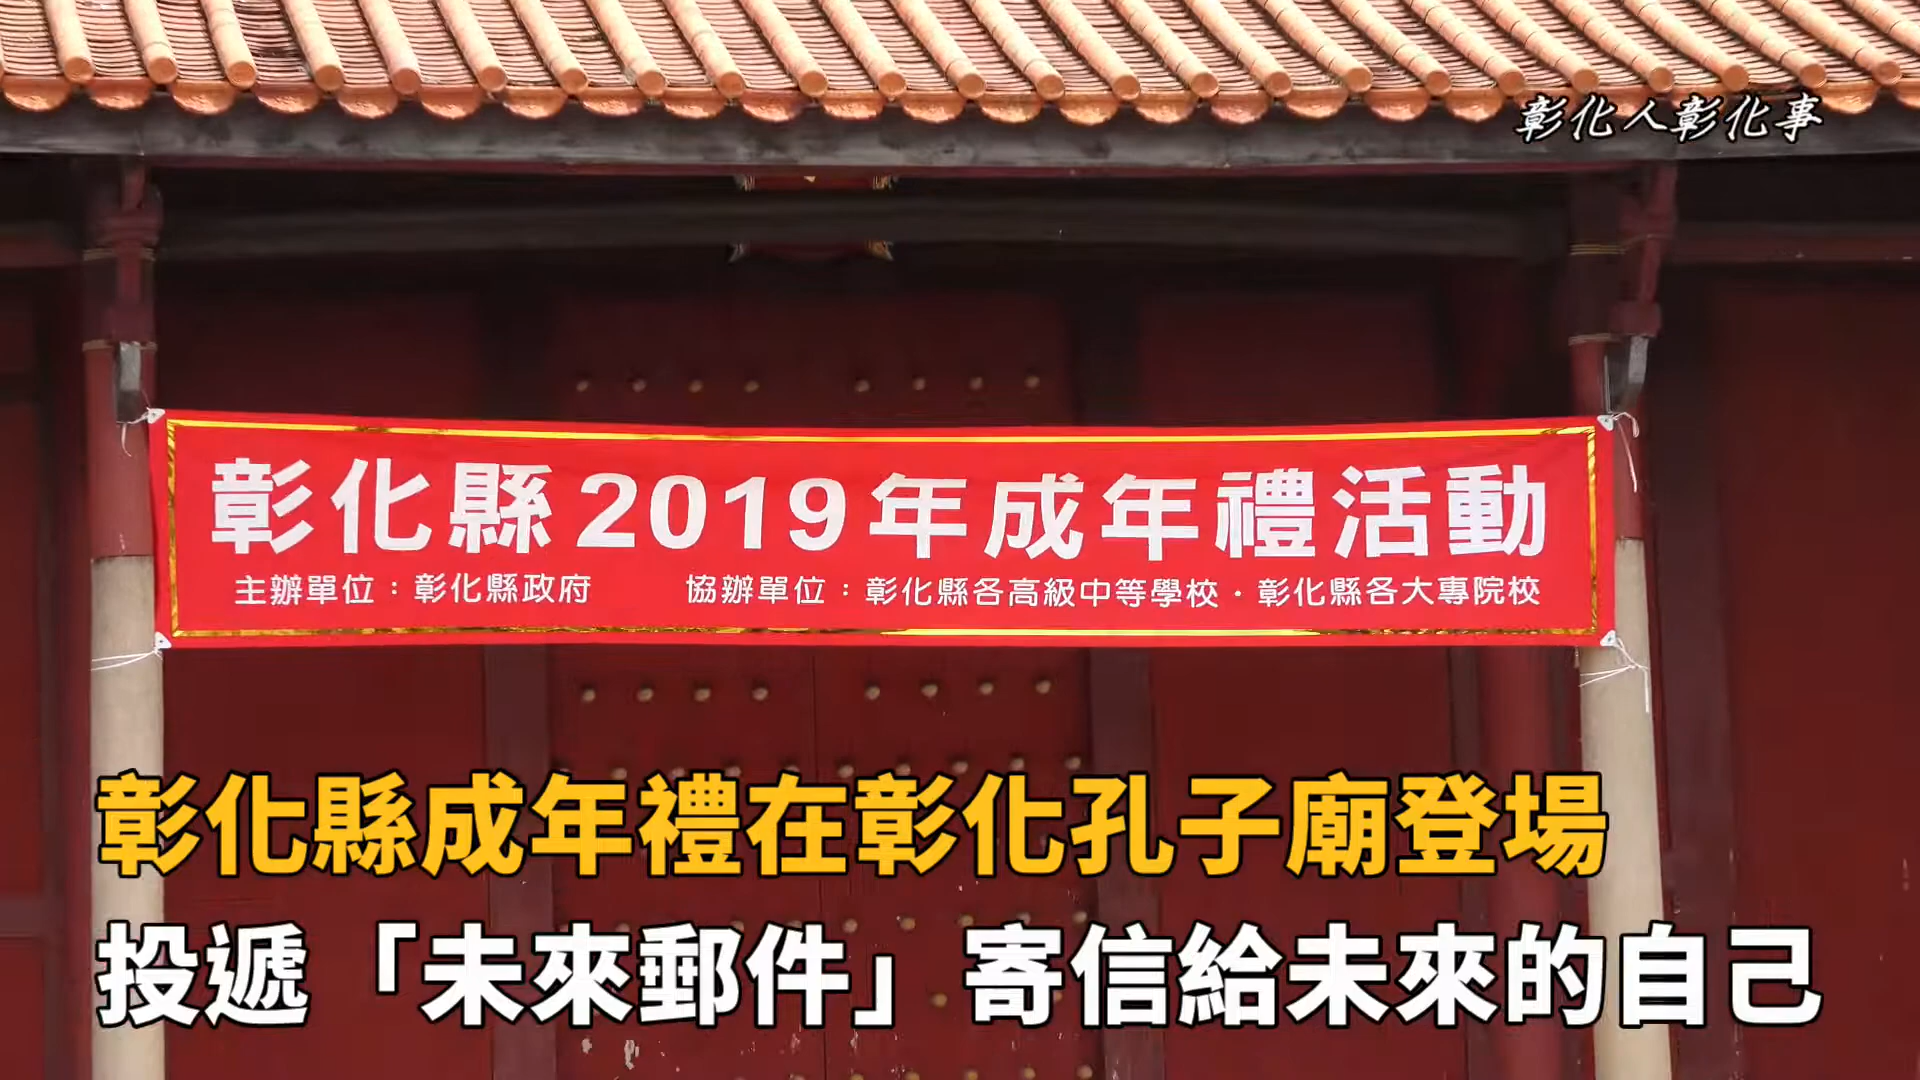 彰化人彰化事
彰化縣2019年成年禮活動
主辦單位：彰化縣政府 協辦單位：彰化縣各高級中等學校・彰化縣各大專院校
彰化縣成年禮在彰化孔子廟登場
投遞「未來郵件」寄信給未來的自己